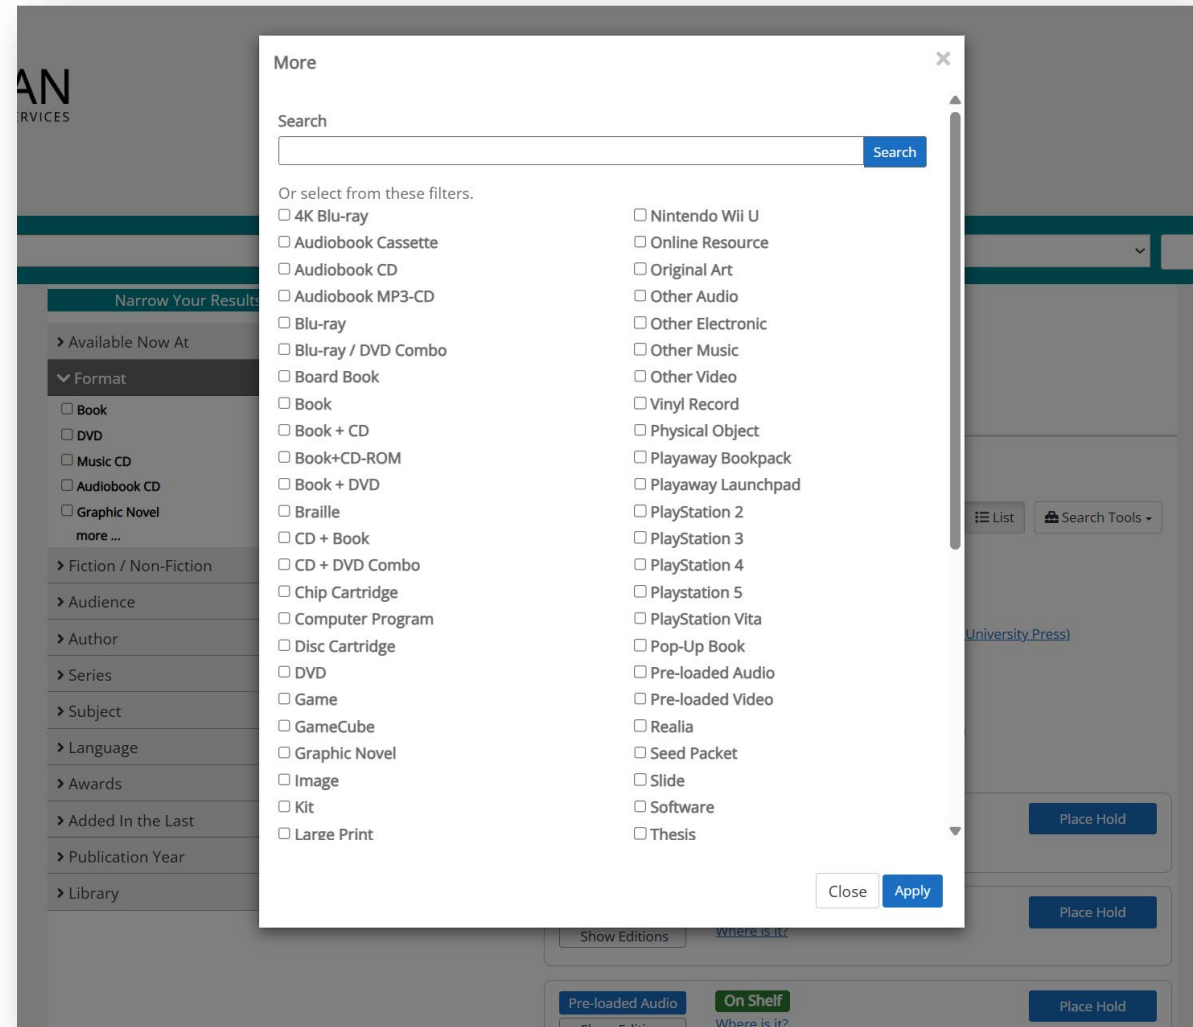 AN
ERVICES
More
×
Search
Search
Or select from these filters.
4K Blu-ray
Audiobook Cassette
Audiobook CD
Audiobook MP3-CD
Blu-ray
Blu-ray / DVD Combo
Board Book
Book
Book + CD
Book+CD-ROM
Book + DVD
Braille
CD + Book
CD + DVD Combo
Chip Cartridge
Computer Program
Disc Cartridge
DVD
Game
GameCube
Graphic Novel
Image
Kit
Large Print
Nintendo Wii U
Online Resource
Original Art
Other Audio
Other Electronic
Other Music
Other Video
Vinyl Record
Physical Object
Playaway Bookpack
Playaway Launchpad
PlayStation 2
PlayStation 3
PlayStation 4
Playstation 5
PlayStation Vita
Pop-Up Book
Pre-loaded Audio
Pre-loaded Video
Realia
Seed Packet
Slide
Software
Thesis
Close
Apply
Narrow Your Results
Available Now At
Format
Book
DVD
Music CD
Audiobook CD
Graphic Novel
more ...
Fiction / Non-Fiction
Audience
Author
Series
Subject
Language
Awards
Added In the Last
Publication Year
Library
List
Search Tools
University Press)
Place Hold
Place Hold
Show Editions
Where is it?
Pre-loaded Audio
On Shelf
Place Hold
Show Editions
Where is it?